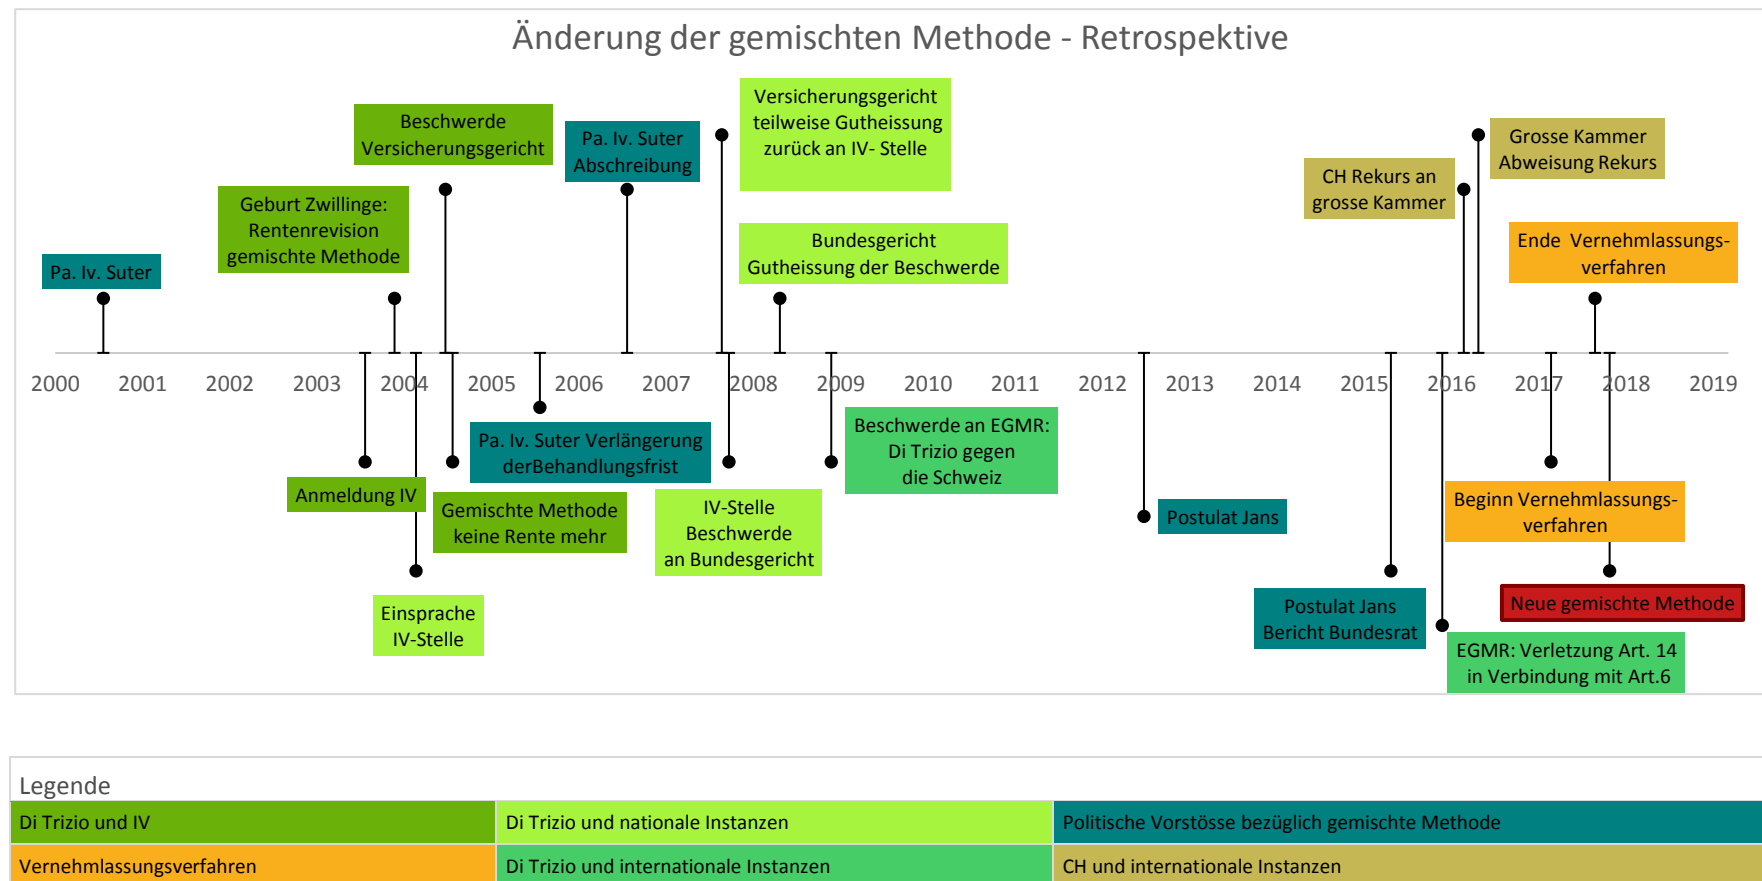 Änderung der gemischten Methode - Retrospektive
Versicherungsgericht
teilweise Gutheissung
zurück an IV- Stelle
Beschwerde
Versicherungsgericht
Pa. Iv. Suter
Abschreibung
Grosse Kammer
Abweisung Rekurs
CH Rekurs an
grosse Kammer
Geburt Zwillinge:
Rentenrevision
gemischte Methode
Bundesgericht
Gutheissung der Beschwerde
Ende Vernehmlassungs-
verfahren
Pa. Iv. Suter
2000 2001 2002 2003 2004 2005 2006 2007 2008 2009 2010 2011 2012 2013 2014 2015 2016 2017 2018 2019
Pa. Iv. Suter Verlängerung
derBehandlungsfrist
Beschwerde an EGMR:
Di Trizio gegen
die Schweiz
Anmeldung IV
Gemischte Methode
keine Rente mehr
IV-Stelle
Beschwerde
an Bundesgericht
Postulat Jans
Beginn Vernehmlassungs-
verfahren
Einsprache
IV-Stelle
Postulat Jans
Bericht Bundesrat
Neue gemischte Methode
EGMR: Verletzung Art. 14
in Verbindung mit Art.6
Legende
Di Trizio und IV
Di Trizio und nationale Instanzen
Politische Vorstösse bezüglich gemischte Methode
Vernehmlassungsverfahren
Di Trizio und internationale Instanzen
CH und internationale Instanzen